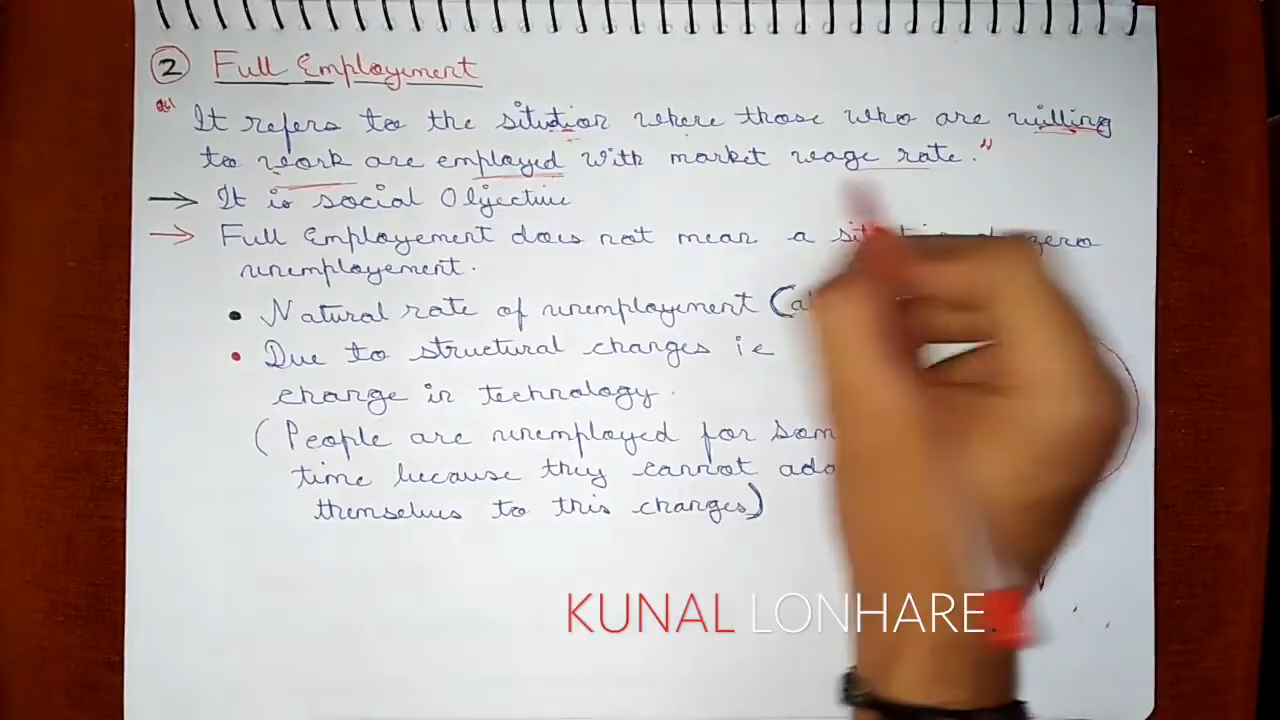 2 Full Employement
" It refers to the situation where those who are willing
to work are employed with market wage rate."
→ It is social Objective
→ Full Employement does not mean a zero
unemployement.
• Natural rate of unemployment (
• Due to structural changes ie
change in technology.
(People are unemployed for
time because they cannot
themselves to this changes)
KUNAL LONHARE.